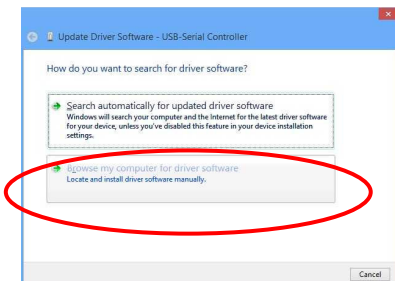 Update Driver Software - USB-Serial Controller
How do you want to search for driver software?
Search automatically for updated driver software
Windows will search your computer and the Internet for the latest driver software
for your device, unless you've disabled this feature in your device installation
settings.
Browse my computer for driver software
Locate and install driver software manually.
Cancel